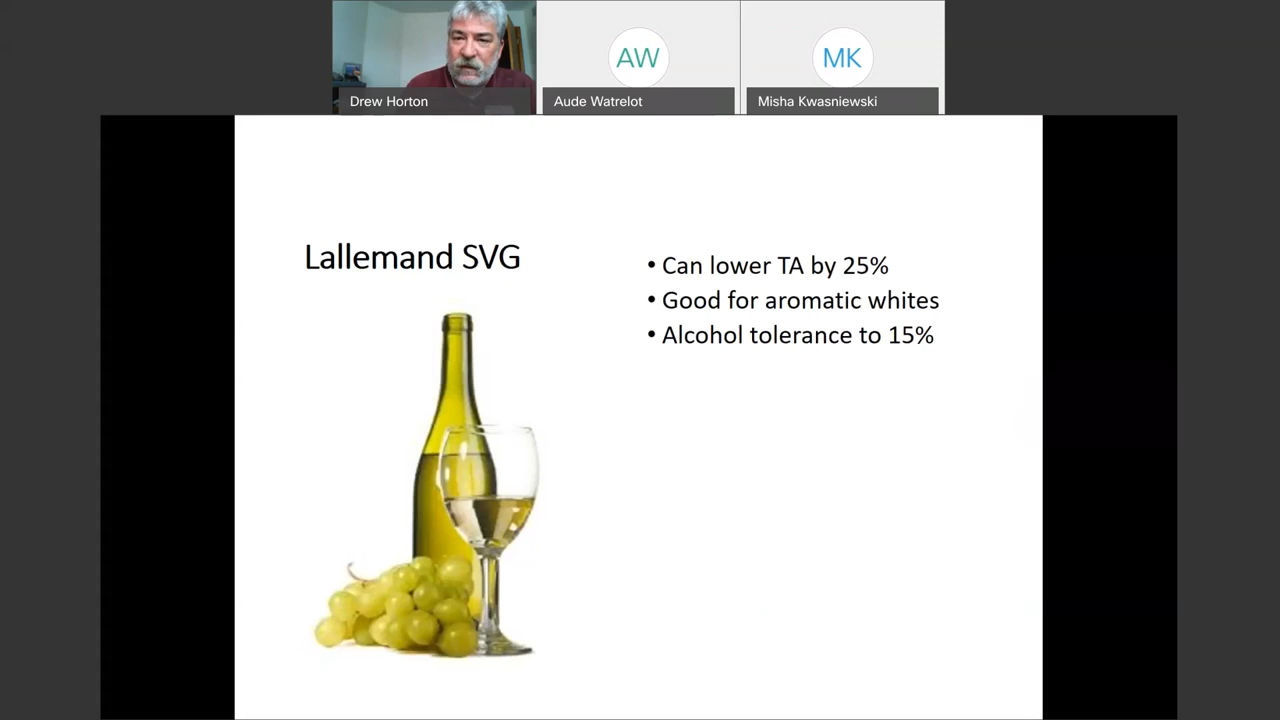 AW
MK
Drew Horton
Aude Watrelot
Misha Kwasniewski
Lallemand SVG
• Can lower TA by 25%
• Good for aromatic whites
• Alcohol tolerance to 15%